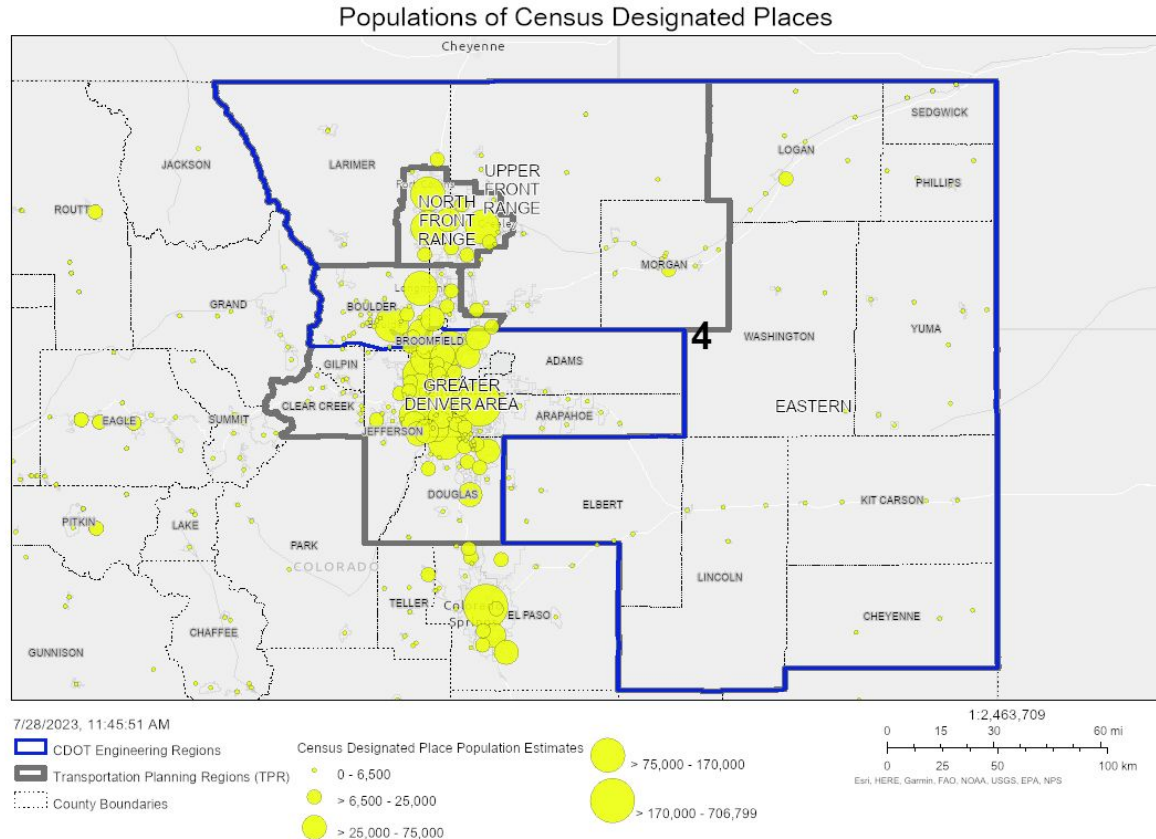 Populations of Census Designated Places
Cheyenne
SEDGWICK
LOGAN
JACKSON
LARIMER
PHILLIPS
UPPER
FRONT
RANGE
NORTH
FRONT
RANGE
ROUTT
MORGAN
GRAND
BOULDER
WASHINGTON
YUMA
4
BROOMFIELD
GILPIN
ADAMS
GREATER
DENVER AREA
CLEAR CREEK
ARAPAHOE
EASTERN
EAGLE
SUMMIT
JEFFERSON
DOUGLAS
ELBERT
KIT CARSON
PITKIN
LAKE
PARK
COLORADO
LINCOLN
TELLER
EL PASO
CHEYENNE
CHAFFEE
GUNNISON
7/28/2023, 11:45:51 AM
CDOT Engineering Regions
Transportation Planning Regions (TPR)
County Boundaries
Census Designated Place Population Estimates
0 - 6,500
> 6,500 - 25,000
> 25,000 - 75,000
> 75,000 - 170,000
> 170,000 - 706,799
1:2,463,709
0 15 30 60 mi
0 25 50 100 km
Esri, HERE, Garmin, FAO, NOAA, USGS, EPA, NPS